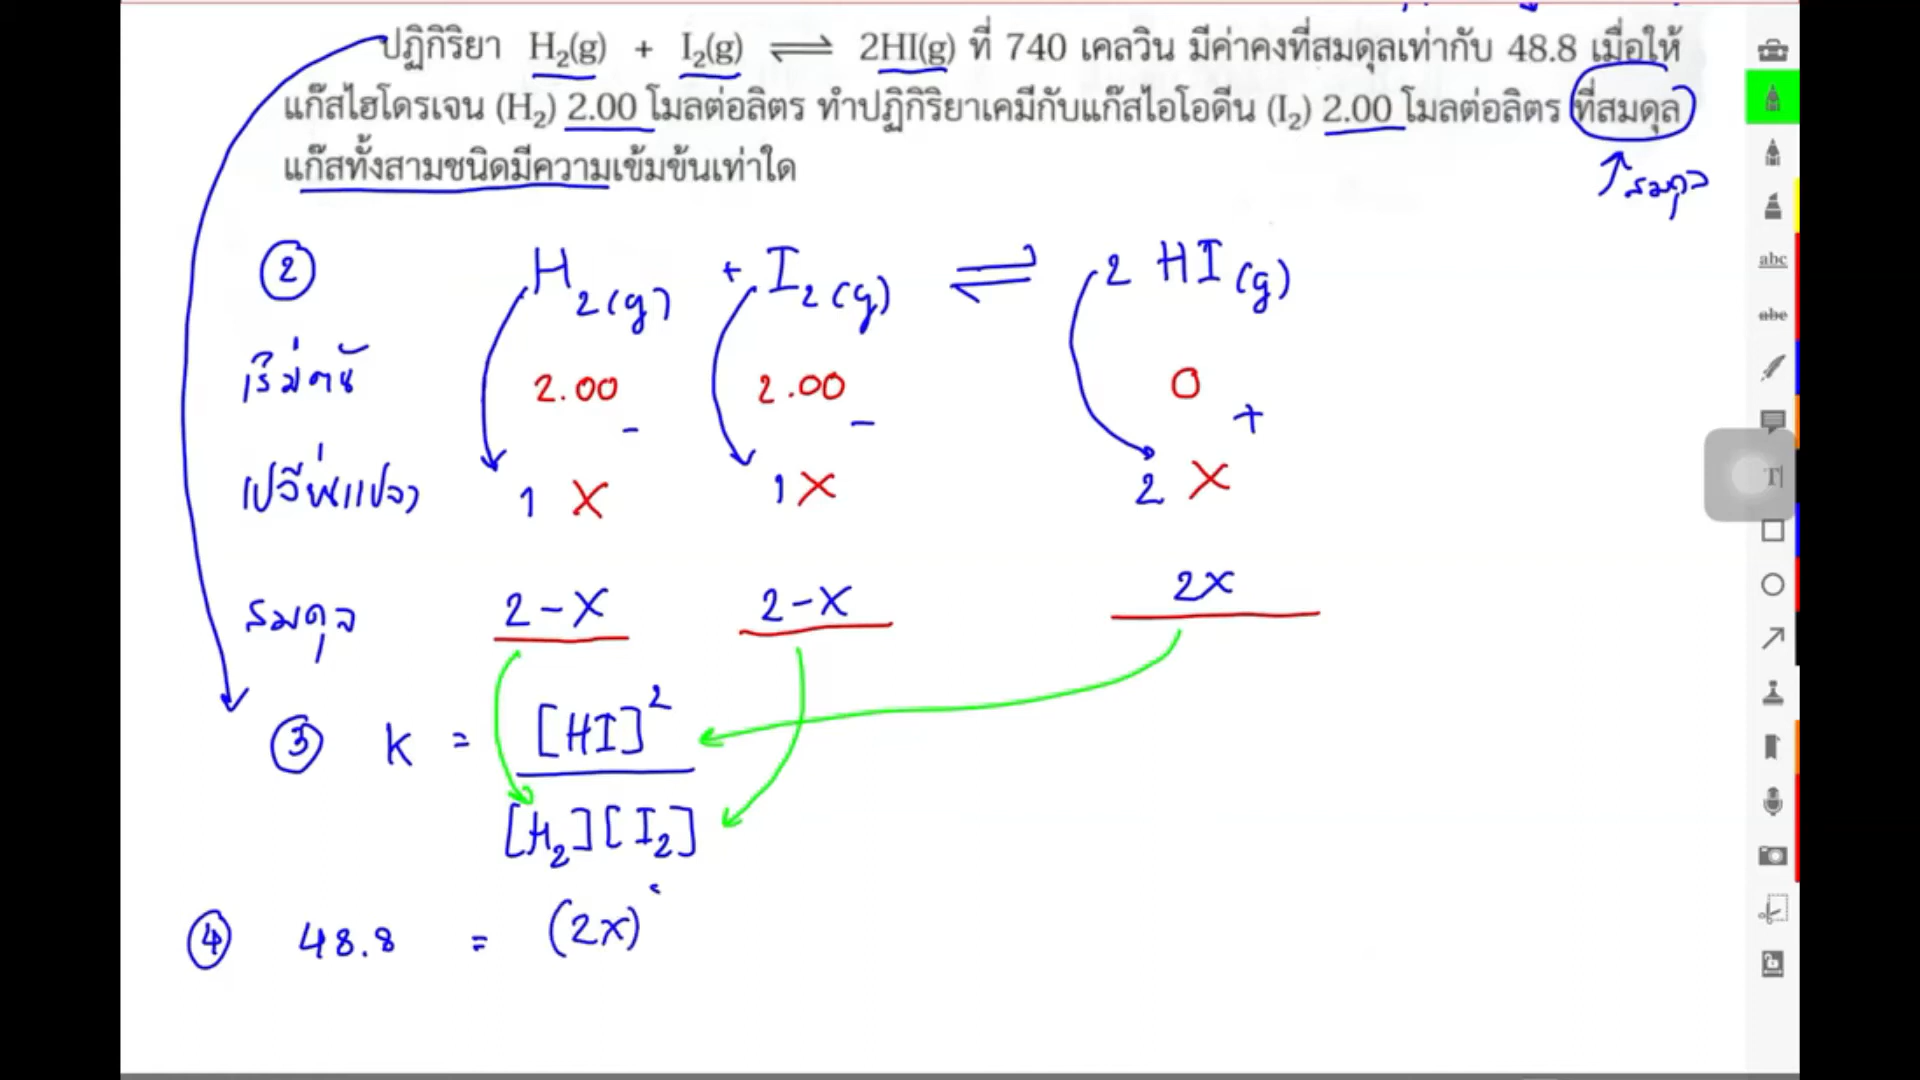 ปฏิกิริยา H₂(g) + I₂(g) ⇌ 2HI(g) ที่ 740 เคลวิน มีค่าคงที่สมดุลเท่ากับ 48.8 เมื่อให้
แก๊สไฮโดรเจน (H₂) 2.00 โมลต่อลิตร ทำปฏิกิริยาเคมีกับแก๊สไอโอดีน (I₂) 2.00 โมลต่อลิตร ที่สมดุล
แก๊สทั้งสามชนิดมีความเข้มข้นเท่าใด
สมดุล
② H₂(g) + I₂(g) ⇌ 2 HI(g)
เริ่มต้น 2.00 2.00 0
- - +
เปลี่ยนแปลง 1 X 1 X 2 X
สมดุล 2-X 2-X 2X
③ K = [HI]²
[H₂][I₂]
④ 48.8 = (2X)
abc
abc
T|